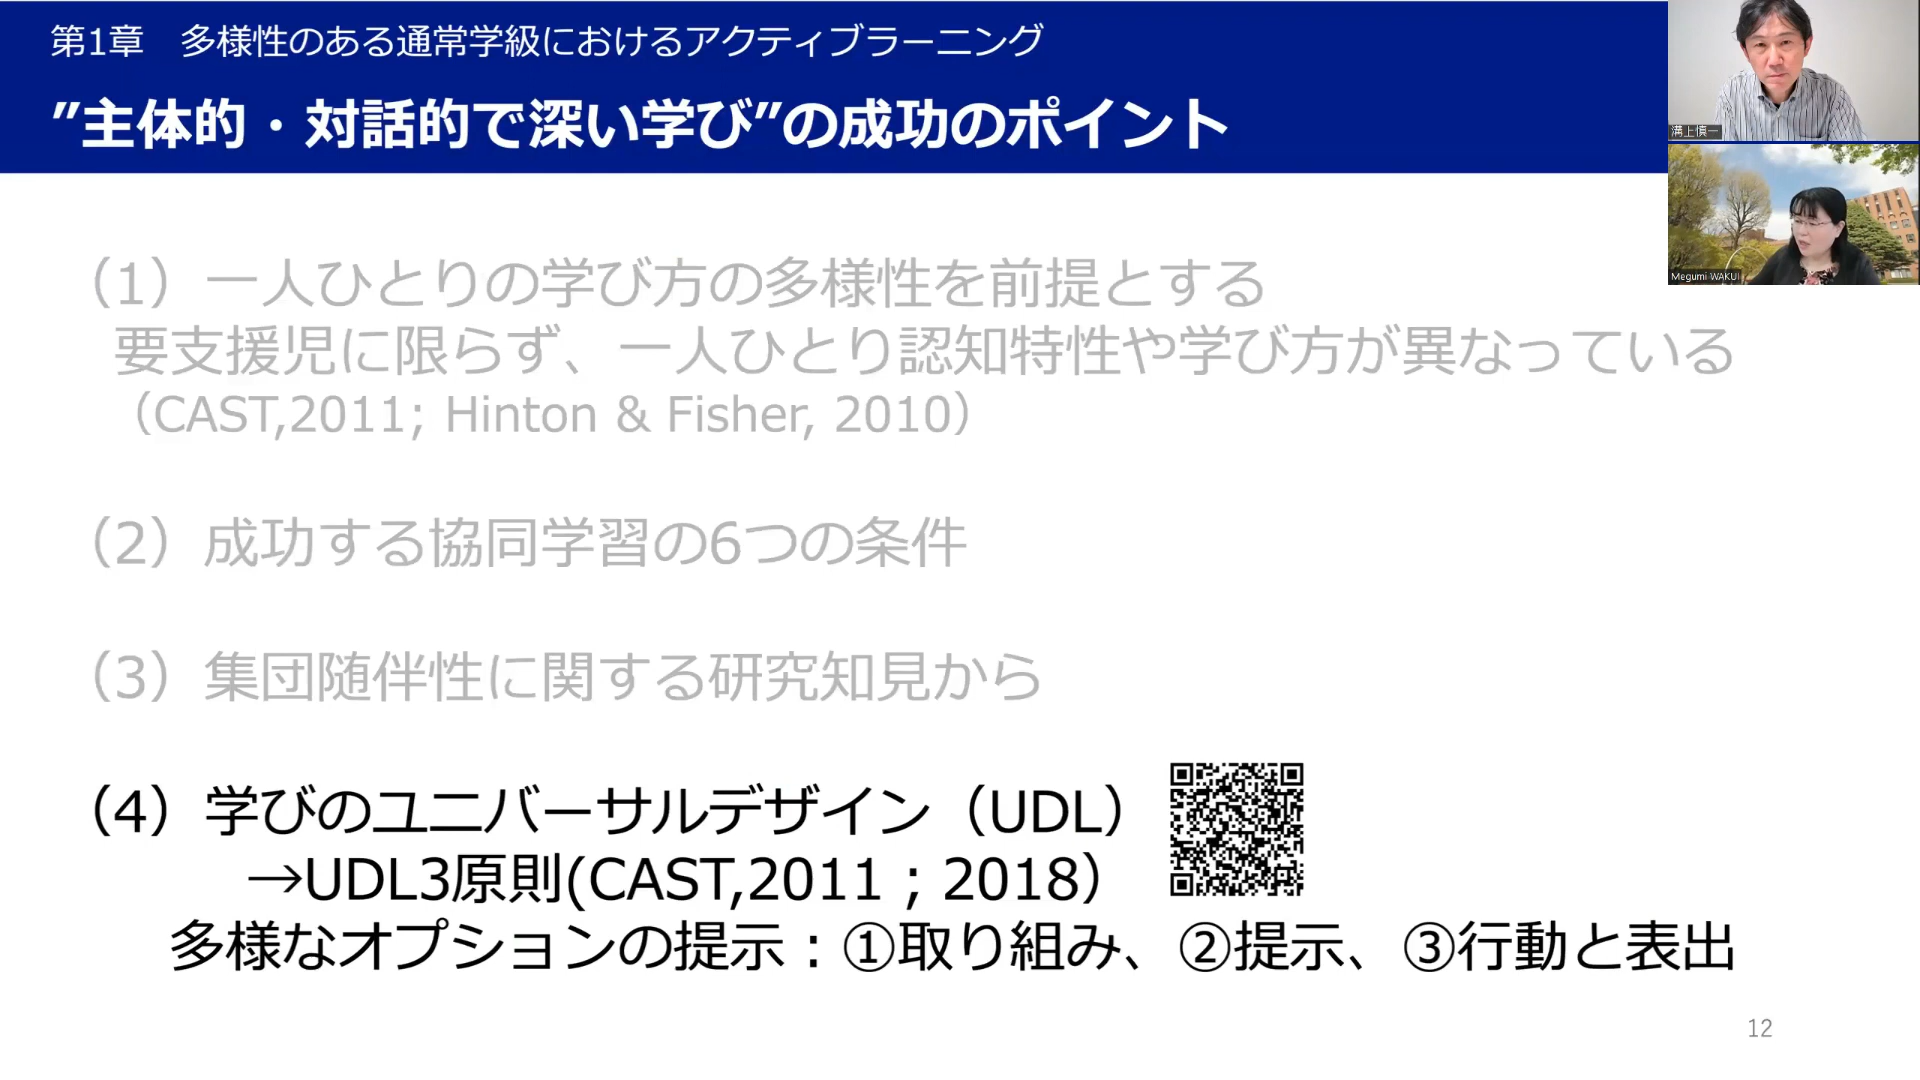 第1章　多様性のある通常学級におけるアクティブラーニング
”主体的・対話的で深い学び”の成功のポイント
溝上慎一
Megumi WAKUI
（1）一人ひとりの学び方の多様性を前提とする
要支援児に限らず、一人ひとり認知特性や学び方が異なっている
（CAST,2011; Hinton & Fisher, 2010）
（2）成功する協同学習の6つの条件
（3）集団随伴性に関する研究知見から
（4）学びのユニバーサルデザイン（UDL）
→UDL3原則(CAST,2011；2018）
多様なオプションの提示：①取り組み、②提示、③行動と表出
12